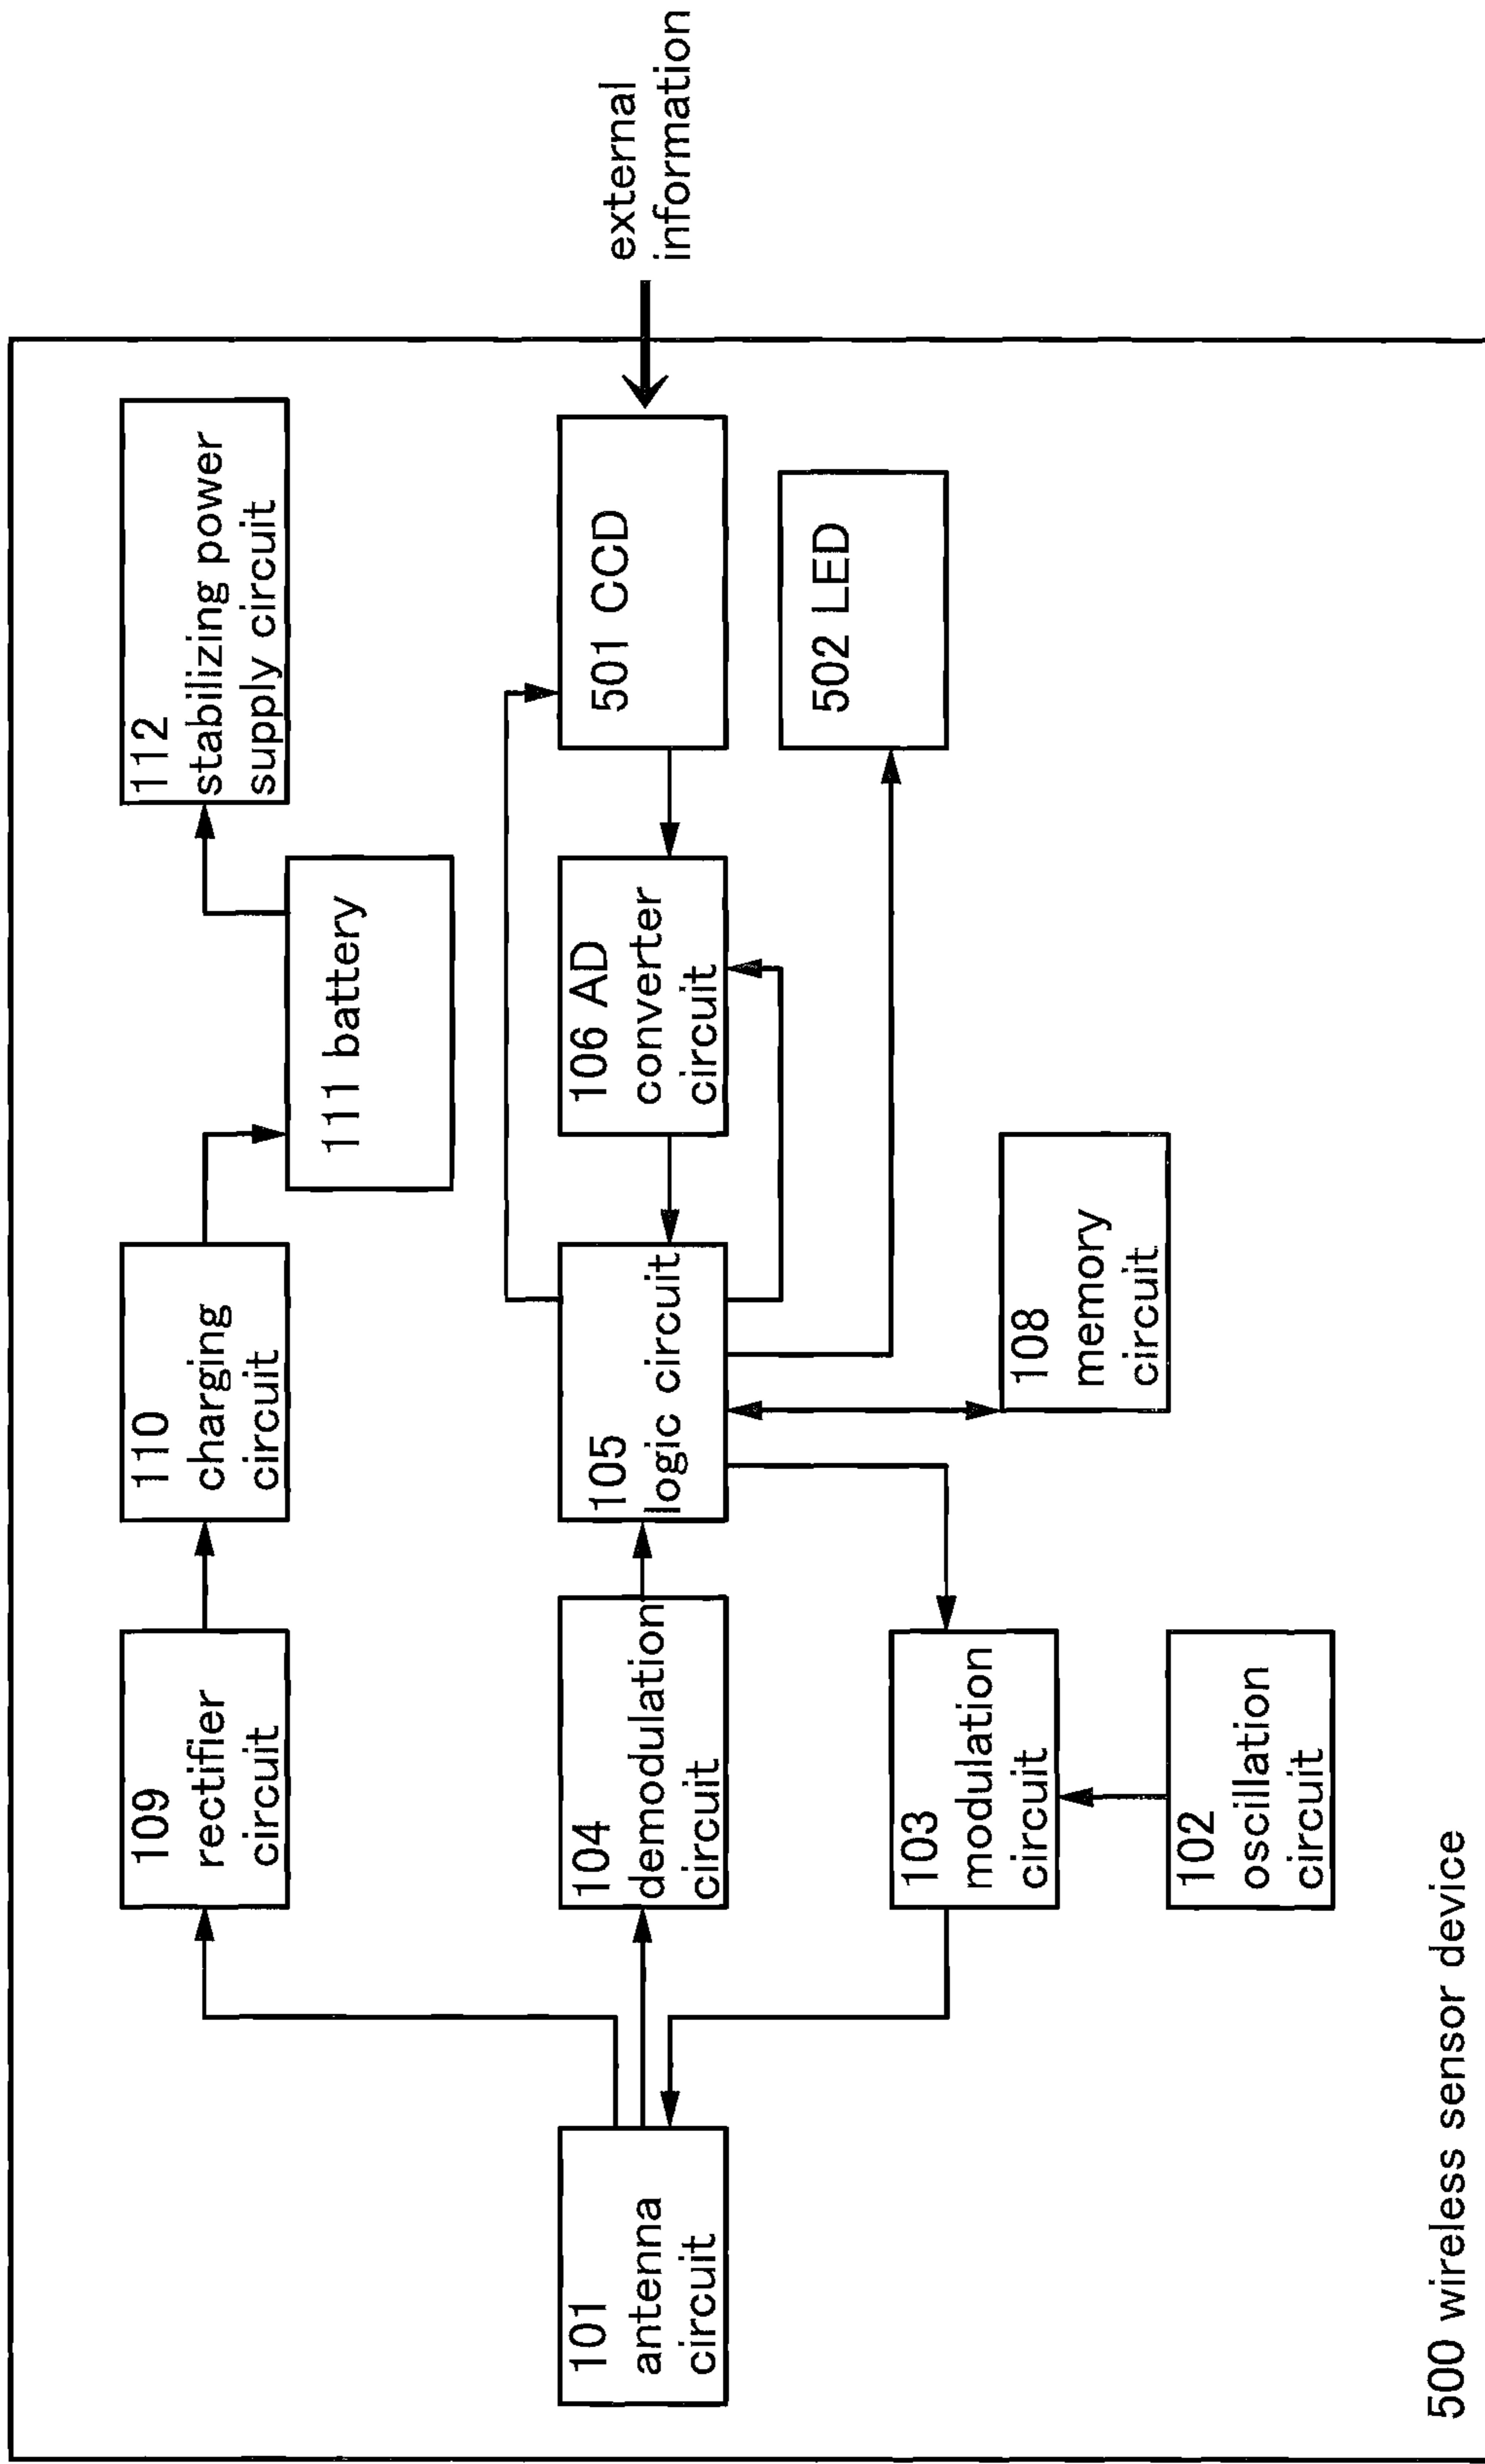 109
rectifier
circuit
110
charging
circuit
111 battery
112
stabilizing power
supply circuit
101
antenna
circuit
104
demodulation
circuit
105
logic circuit
106 AD
converter
circuit
501 CCD
external
information
103
modulation
circuit
502 LED
108
memory
circuit
102
oscillation
circuit
500 wireless sensor device